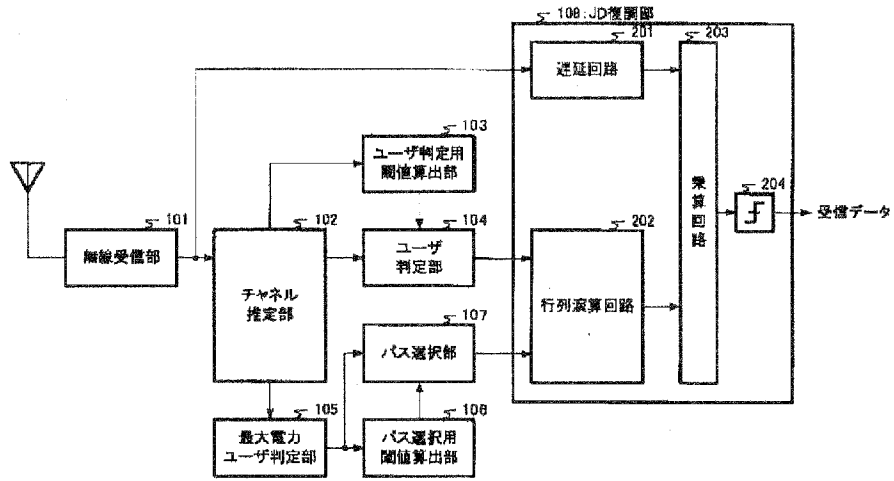 108:JD復調部
201
203
遅延回路
103
ユーザ判定用
閾値算出部
乗算回路
204
受信データ
101
102
104
202
無線受信部
チャネル
推定部
ユーザ
判定部
行列演算回路
107
パス選択部
105
106
最大電力
ユーザ判定部
パス選択用
閾値算出部